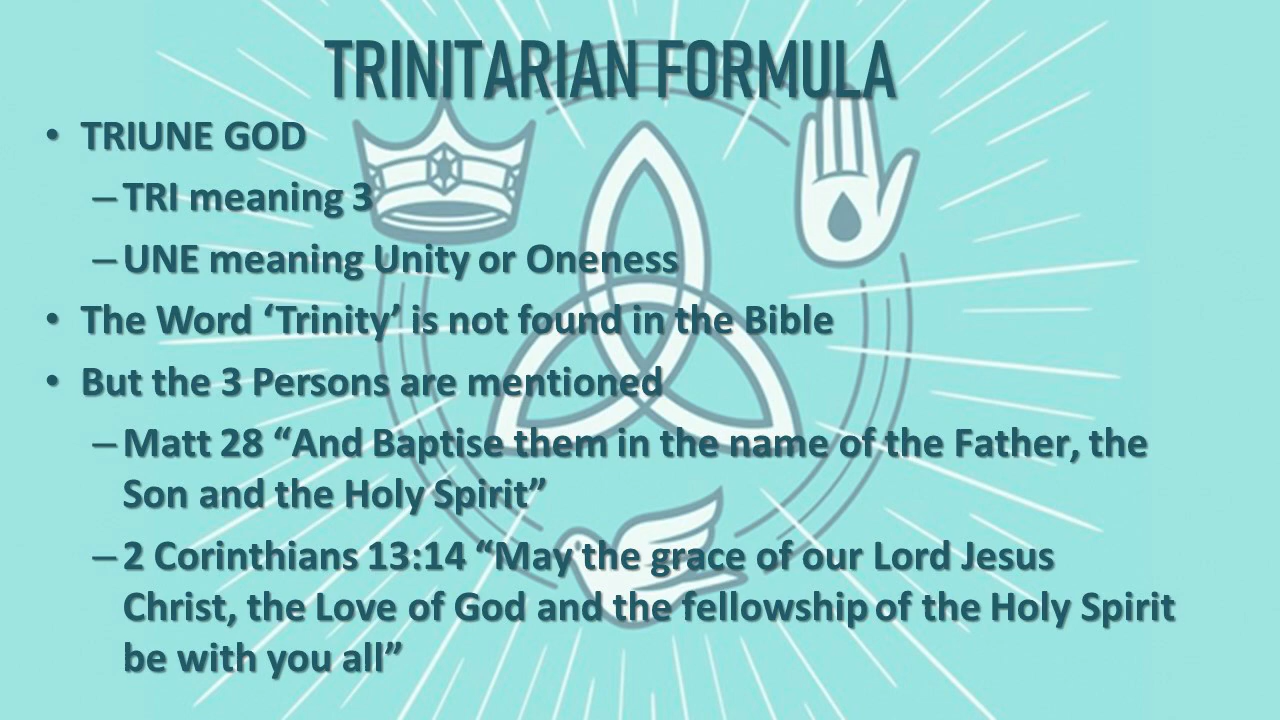 TRINITARIAN FORMULA
• TRIUNE GOD
– TRI meaning 3
– UNE meaning Unity or Oneness
• The Word ‘Trinity’ is not found in the Bible
• But the 3 Persons are mentioned
– Matt 28 “And Baptise them in the name of the Father, the
Son and the Holy Spirit”
– 2 Corinthians 13:14 “May the grace of our Lord Jesus
Christ, the Love of God and the fellowship of the Holy Spirit
be with you all”